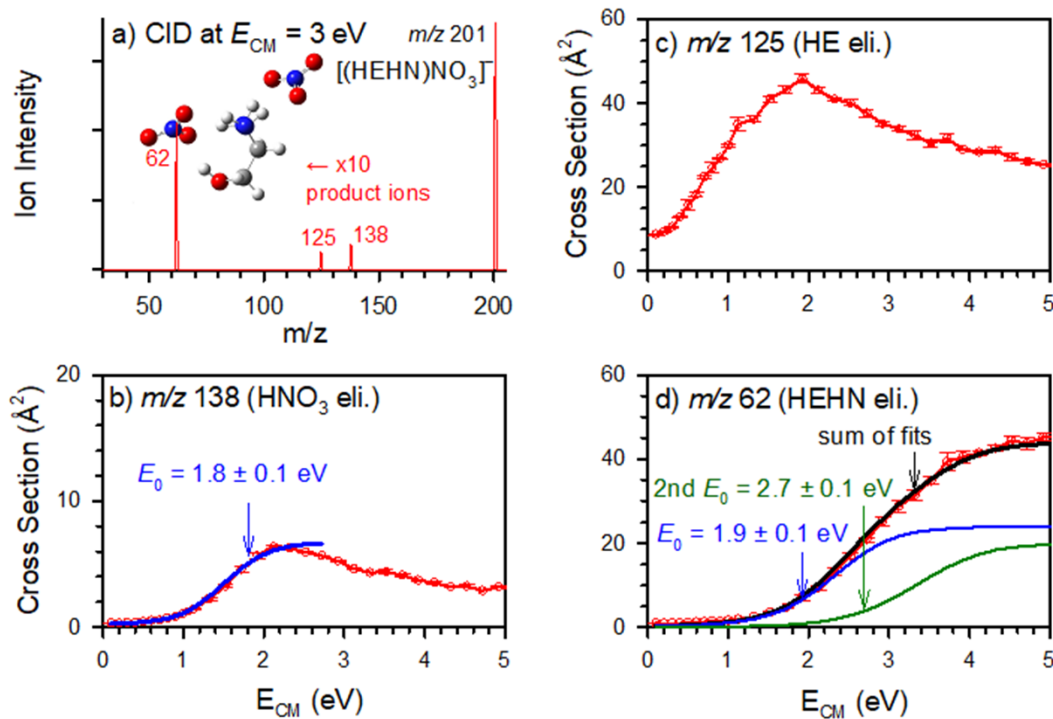 a) CID at E_CM = 3 eV
m/z 201
[(HEHN)NO₃]⁻
62
← x10
product ions
125
138
Ion Intensity
50
100
150
200
m/z
c) m/z 125 (HE eli.)
Cross Section (Å²)
60
40
20
0
0
1
2
3
4
5
b) m/z 138 (HNO₃ eli.)
E₀ = 1.8 ± 0.1 eV
Cross Section (Å²)
20
10
0
0
1
2
3
4
5
E_CM (eV)
d) m/z 62 (HEHN eli.)
sum of fits
2nd E₀ = 2.7 ± 0.1 eV
E₀ = 1.9 ± 0.1 eV
Cross Section (Å²)
60
40
20
0
0
1
2
3
4
5
E_CM (eV)